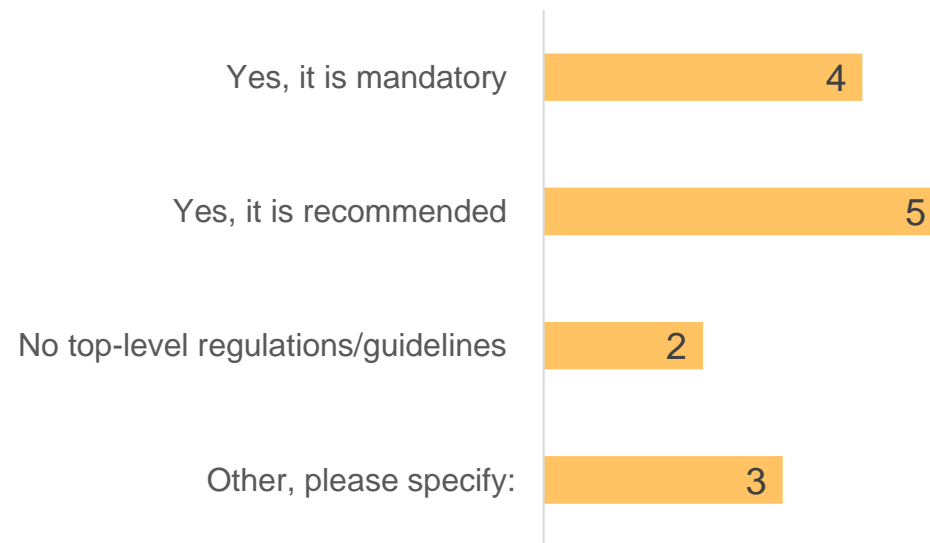 Yes, it is mandatory 4
Yes, it is recommended 5
No top-level regulations/guidelines 2
Other, please specify: 3